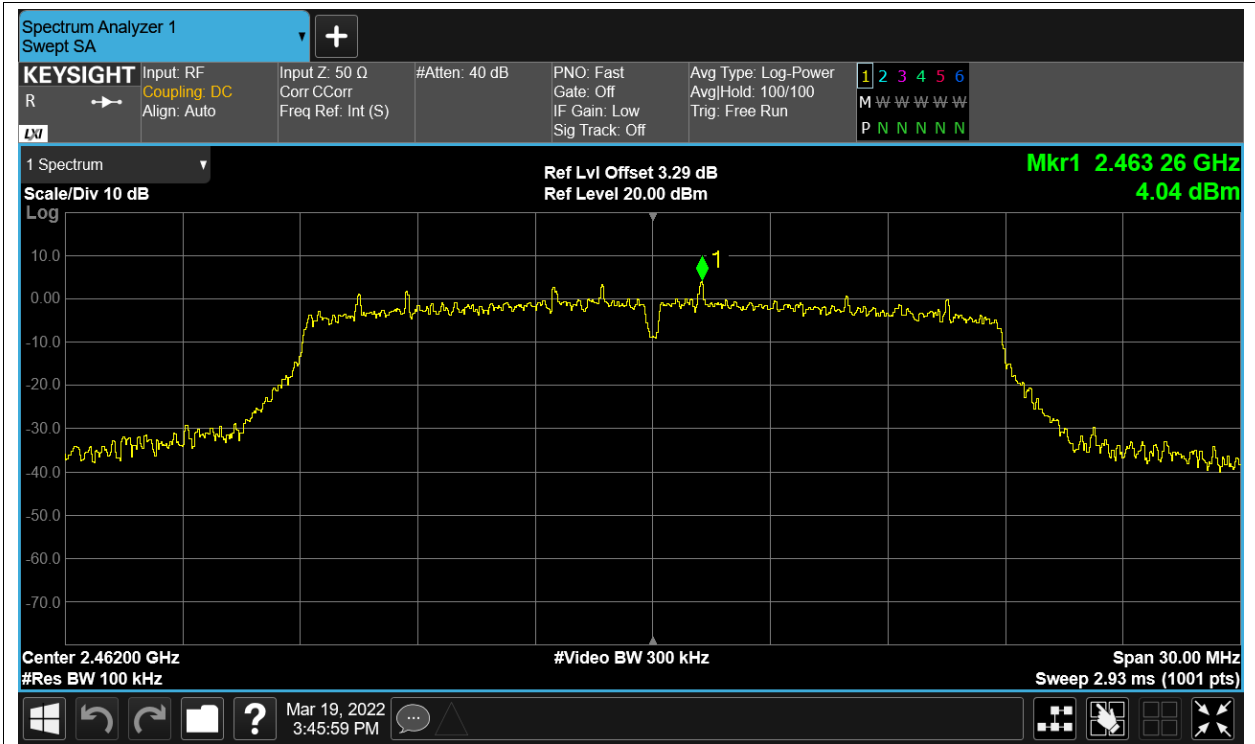 Spectrum Analyzer 1
Swept SA
KEYSIGHT
R
LXI
Input: RF
Coupling: DC
Align: Auto
Input Z: 50 Ω
Corr CCorr
Freq Ref: Int (S)
#Atten: 40 dB
PNO: Fast
Gate: Off
IF Gain: Low
Sig Track: Off
Avg Type: Log-Power
Avg|Hold: 100/100
Trig: Free Run
1 2 3 4 5 6
M W W W W W W
P N N N N N
1 Spectrum
Scale/Div 10 dB
Log
Ref Lvl Offset 3.29 dB
Ref Level 20.00 dBm
Mkr1 2.463 26 GHz
4.04 dBm
1
10.0
0.00
-10.0
-20.0
-30.0
-40.0
-50.0
-60.0
-70.0
Center 2.46200 GHz
#Res BW 100 kHz
#Video BW 300 kHz
Span 30.00 MHz
Sweep 2.93 ms (1001 pts)
?
Mar 19, 2022
3:45:59 PM